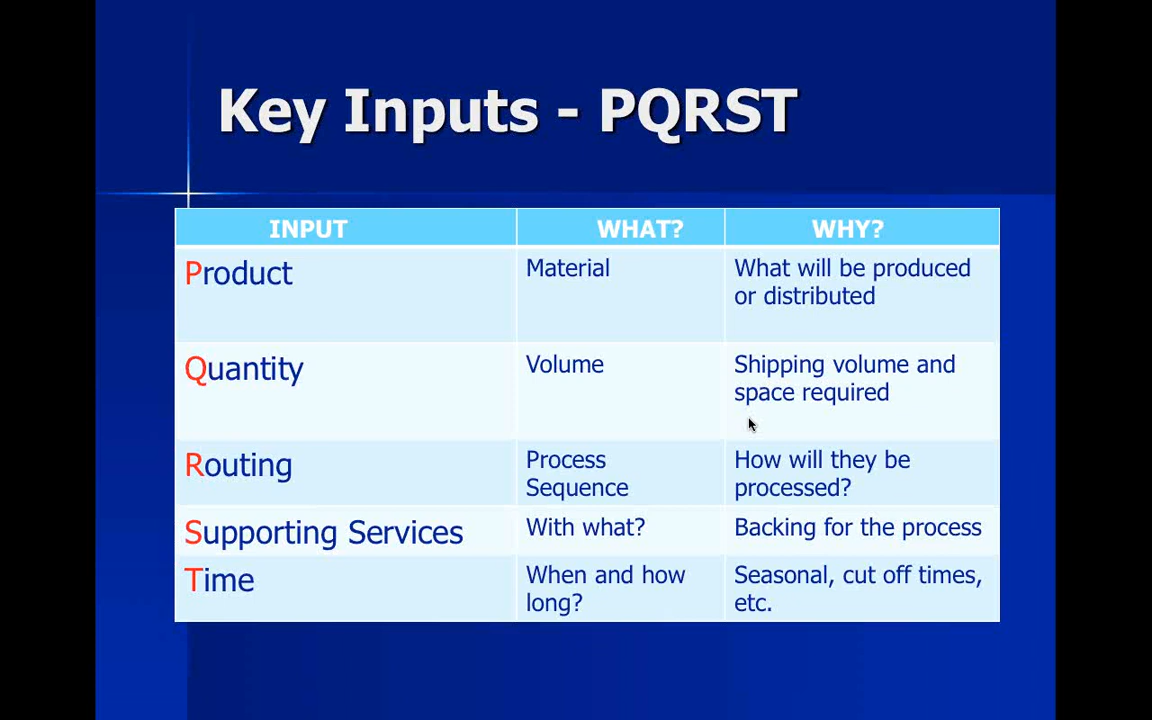 Key Inputs - PQRST
INPUT WHAT? WHY?
Product Material What will be produced
or distributed
Quantity Volume Shipping volume and
space required
Routing Process How will they be
Sequence processed?
Supporting Services With what? Backing for the process
Time When and how Seasonal, cut off times,
long? etc.